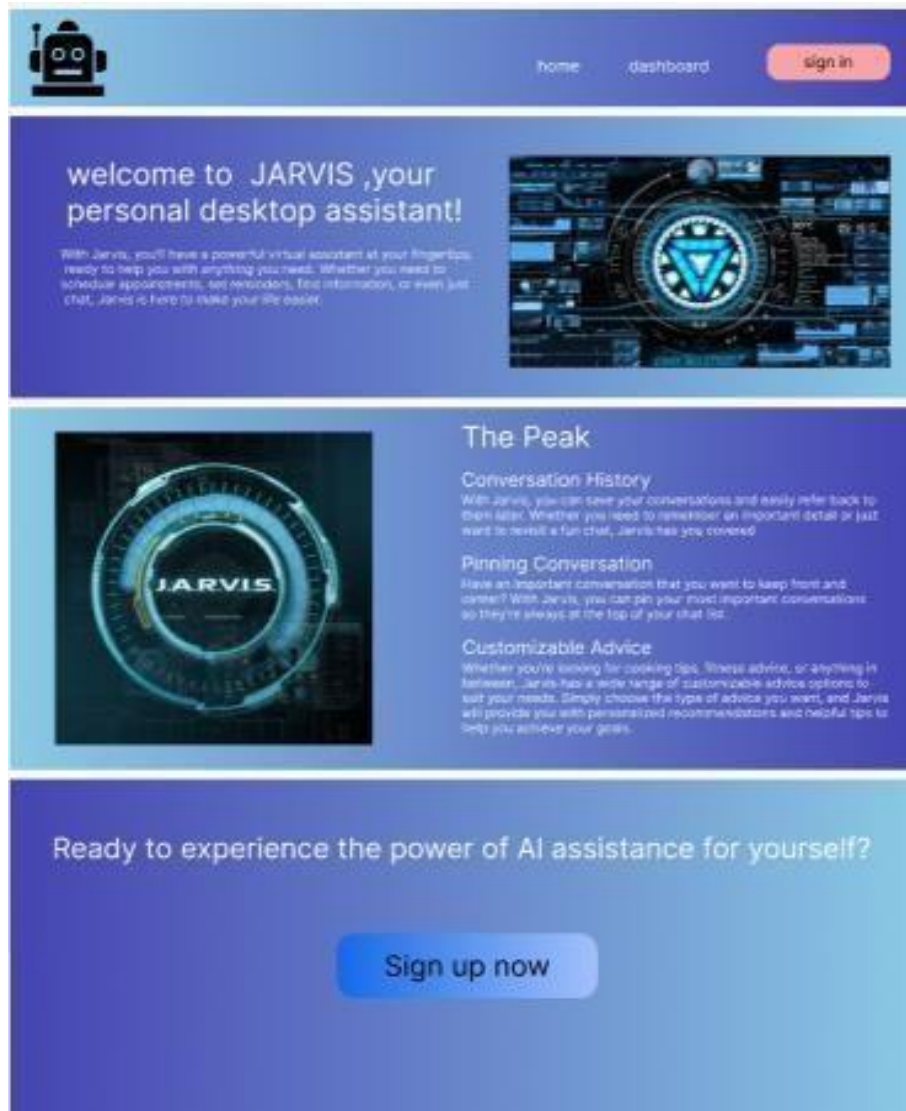 home dashboard sign in
welcome to JARVIS ,your
personal desktop assistant!
With Jarvis, you'll have a powerful virtual assistant at your fingertips,
ready to help you with anything you need. Whether you need to
schedule appointments, set reminders, find information, or even just
chat, Jarvis is here to make your life easier.
J.A.R.V.I.S
The Peak
Conversation History
With Jarvis, you can save your conversations and easily refer back to
them later. Whether you need to remember an important detail or just
want to revisit a fun chat, Jarvis has you covered
Pinning Conversation
Have an important conversation that you want to keep front and
center? With Jarvis, you can pin your most important conversations
so they're always at the top of your chat list.
Customizable Advice
Whether you're looking for cooking tips, fitness advice, or anything in
between, Jarvis has a wide range of customizable advice options to
suit your needs. Simply choose the type of advice you want, and Jarvis
will provide you with personalized recommendations and helpful tips to
help you achieve your goals.
Ready to experience the power of AI assistance for yourself?
Sign up now